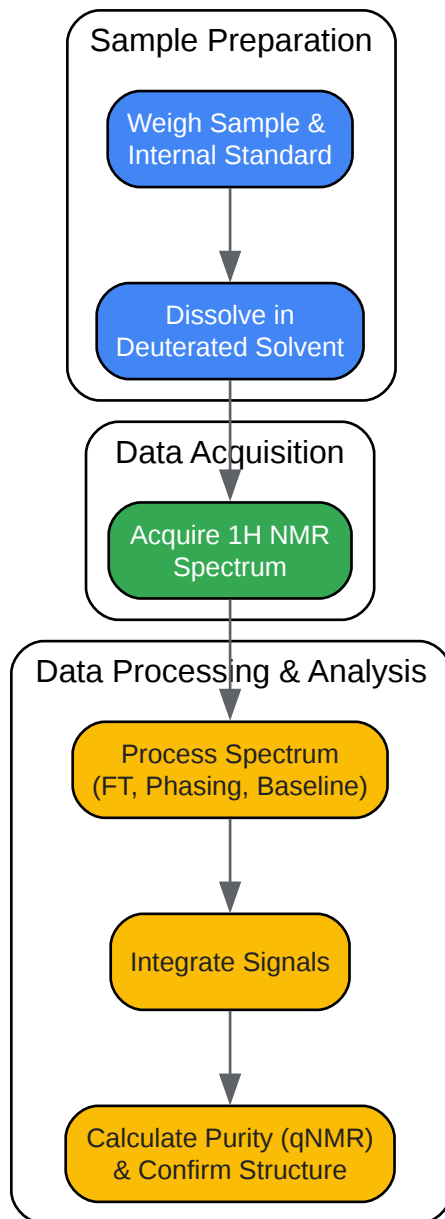 Sample Preparation
Weigh Sample &
Internal Standard
Dissolve in
Deuterated Solvent
Data Acquisition
Acquire 1H NMR
Spectrum
Data Processing & Analysis
Process Spectrum
(FT, Phasing, Baseline)
Integrate Signals
Calculate Purity (qNMR)
& Confirm Structure